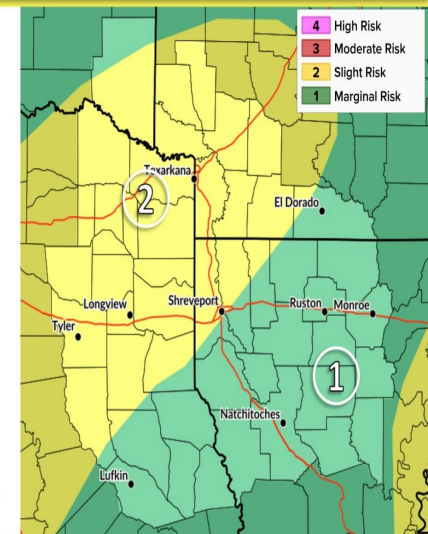 4 High Risk
3 Moderate Risk
2 Slight Risk
1 Marginal Risk
Texarkana
2
El Dorado
Longview
Shreveport
Ruston
Monroe
Tyler
1
Natchitoches
Lufkin